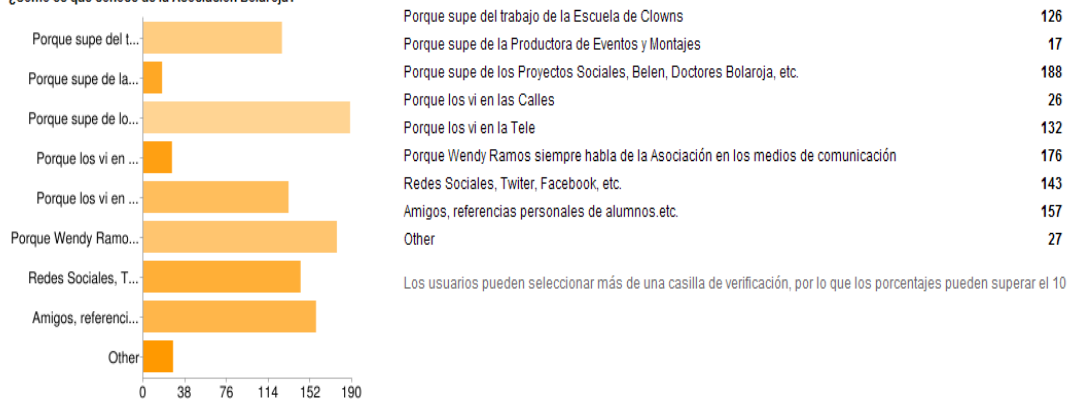 Porque supe del t...
Porque supe de la...
Porque supe de lo...
Porque los vi en ...
Porque los vi en ...
Porque Wendy Ramo...
Redes Sociales, T...
Amigos, referenci...
Other
0 38 76 114 152 190
Porque supe del trabajo de la Escuela de Clowns 126
Porque supe de la Productora de Eventos y Montajes 17
Porque supe de los Proyectos Sociales, Belen, Doctores Bolaroja, etc. 188
Porque los vi en las Calles 26
Porque los vi en la Tele 132
Porque Wendy Ramos siempre habla de la Asociación en los medios de comunicación 176
Redes Sociales, Twiter, Facebook, etc. 143
Amigos, referencias personales de alumnos.etc. 157
Other 27
Los usuarios pueden seleccionar más de una casilla de verificación, por lo que los porcentajes pueden superar el 10